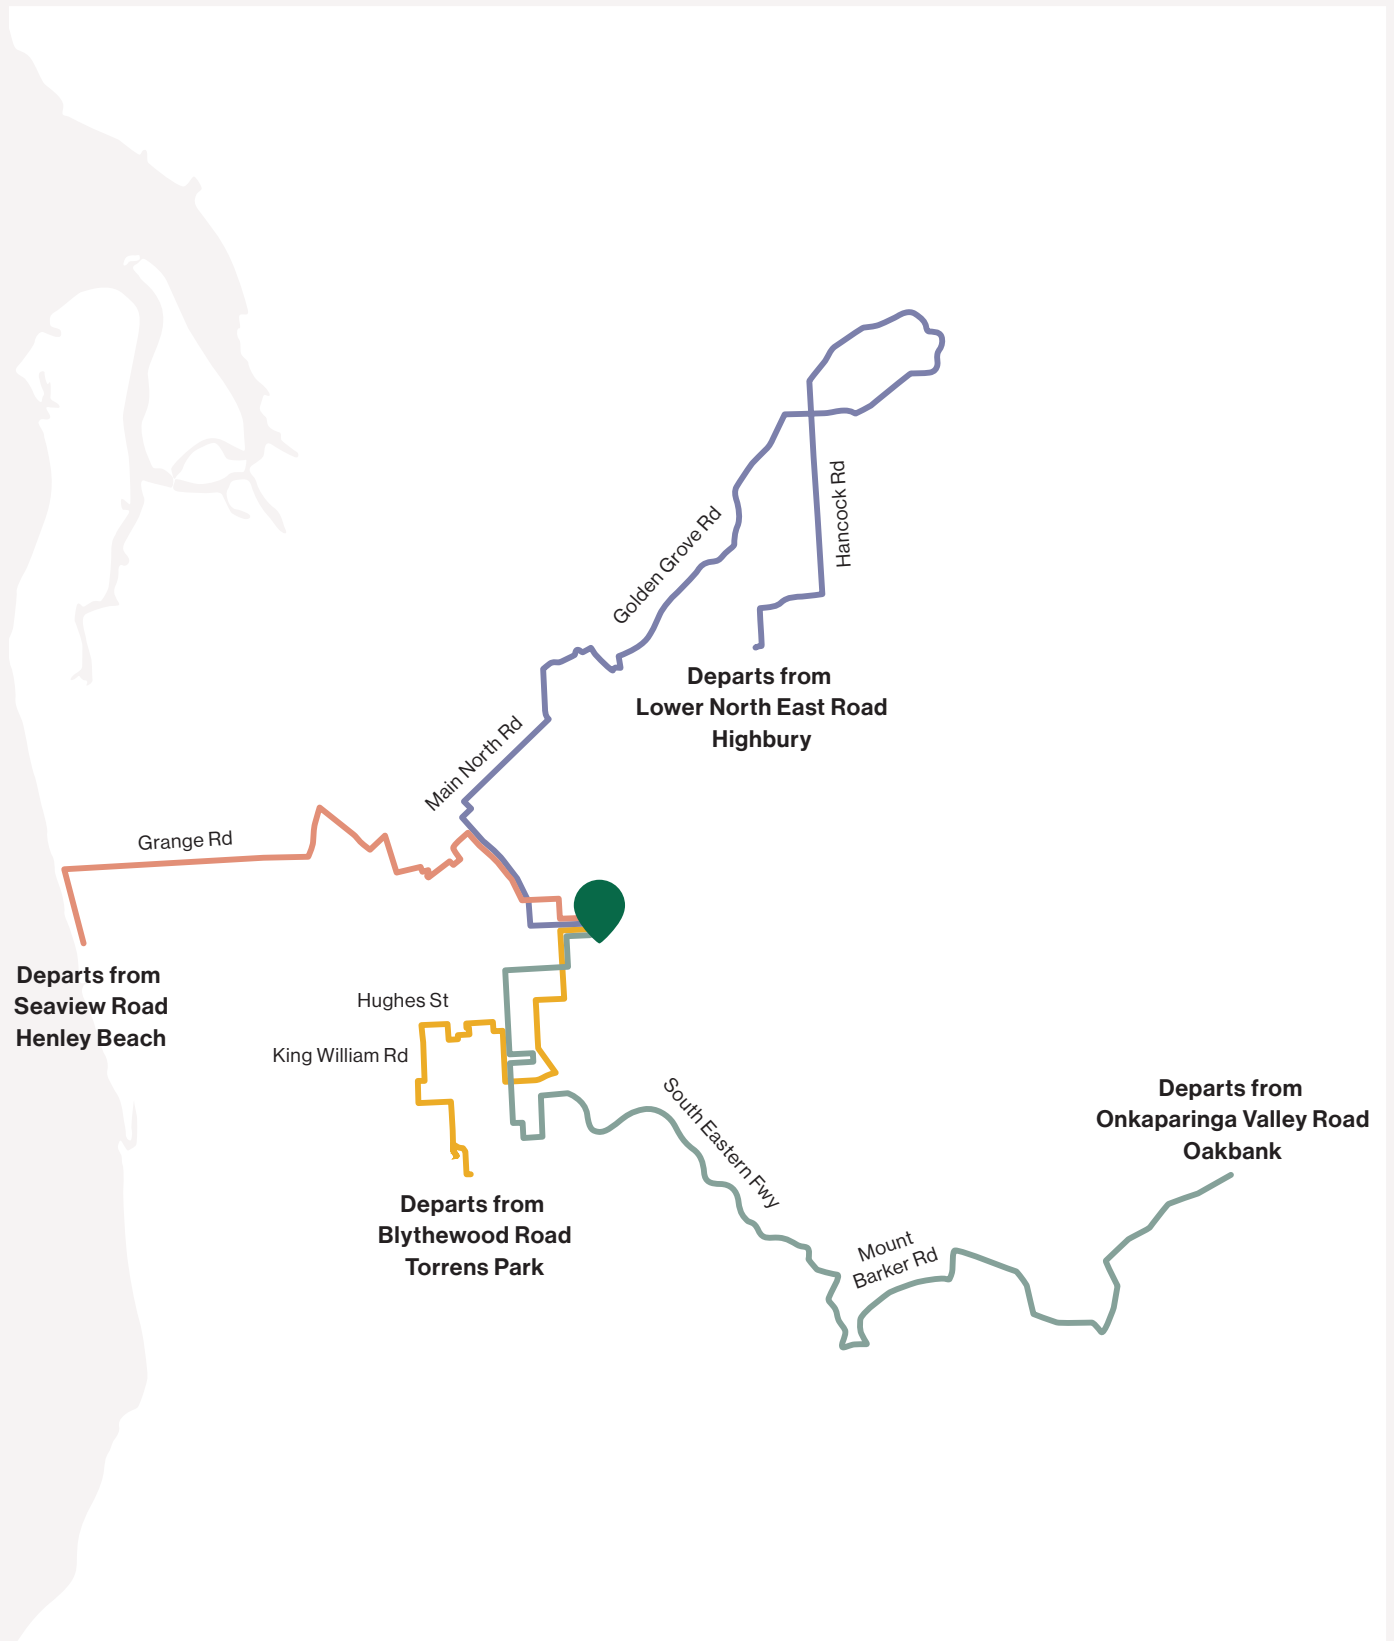 Hancock Rd
Golden Grove Rd
Departs from
Lower North East Road
Highbury
Main North Rd
Grange Rd
Departs from
Seaview Road
Henley Beach
Hughes St
King William Rd
Departs from
Blythewood Road
Torrens Park
South Eastern Fwy
Departs from
Onkaparinga Valley Road
Oakbank
Mount
Barker Rd